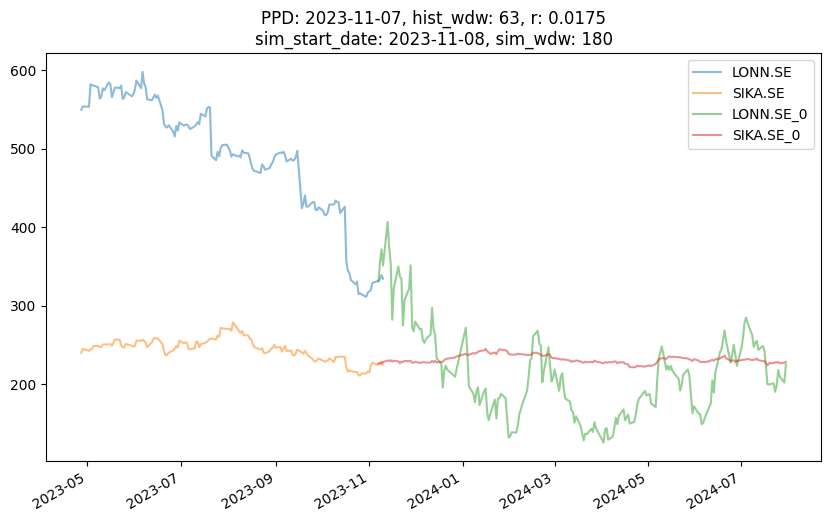 PPD: 2023-11-07, hist_wdw: 63, r: 0.0175
sim_start_date: 2023-11-08, sim_wdw: 180
LONN.SE
SIKA.SE
LONN.SE_0
SIKA.SE_0
600
500
400
300
200
2023-05
2023-07
2023-09
2023-11
2024-01
2024-03
2024-05
2024-07